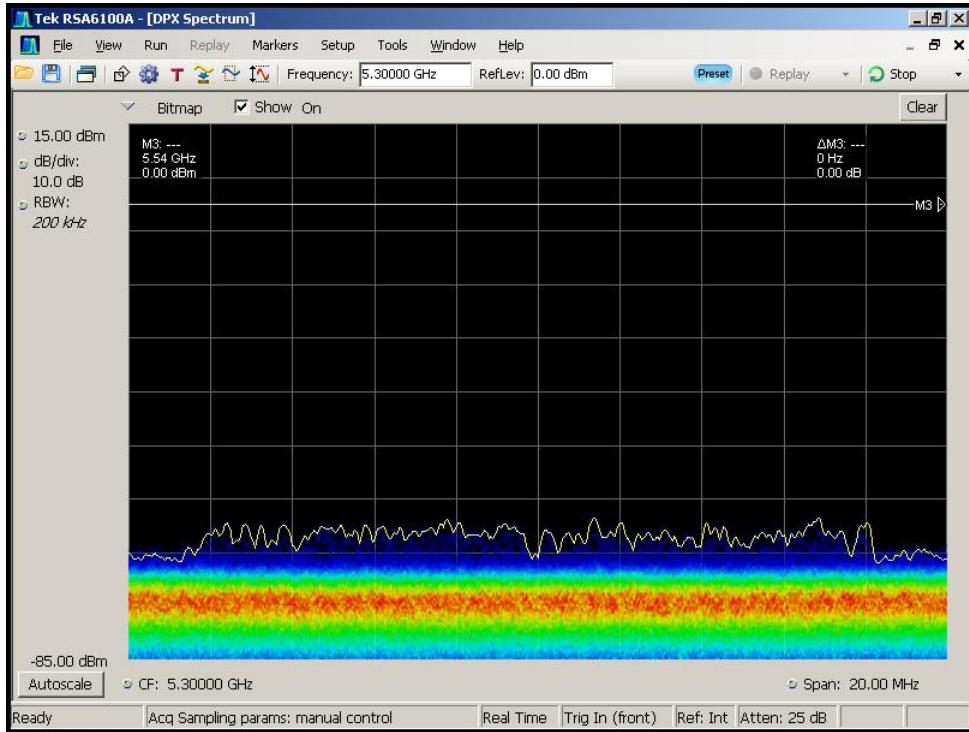 Tek RSA6100A - [DPX Spectrum]
File View Run Replay Markers Setup Tools Window Help
T Frequency: 5.30000 GHz RefLev: 0.00 dBm Preset Replay Stop
Bitmap Show On Clear
15.00 dBm
dB/div:
10.0 dB
RBW:
200 kHz
M3: ---
5.54 GHz
0.00 dBm
ΔM3: ---
0 Hz
0.00 dB
M3
-85.00 dBm
Autoscale CF: 5.30000 GHz Span: 20.00 MHz
Ready Acq Sampling params: manual control Real Time Trig In (front) Ref: Int Atten: 25 dB